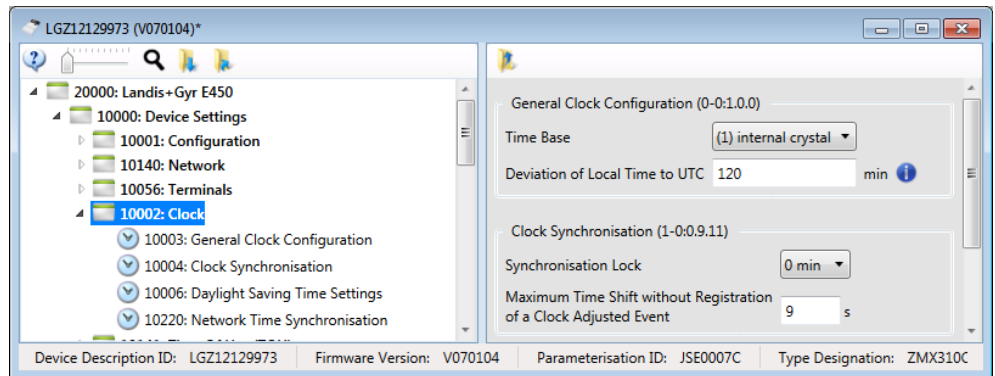 LGZ12129973 (V070104)*
20000: Landis+Gyr E450
10000: Device Settings
10001: Configuration
10140: Network
10056: Terminals
10002: Clock
10003: General Clock Configuration
10004: Clock Synchronisation
10006: Daylight Saving Time Settings
10220: Network Time Synchronisation
General Clock Configuration (0-0:1.0.0)
Time Base (1) internal crystal
Deviation of Local Time to UTC 120 min
Clock Synchronisation (1-0:0.9.11)
Synchronisation Lock 0 min
Maximum Time Shift without Registration
of a Clock Adjusted Event 9 s
Device Description ID: LGZ12129973 Firmware Version: V070104 Parameterisation ID: JSE0007C Type Designation: ZMX310C